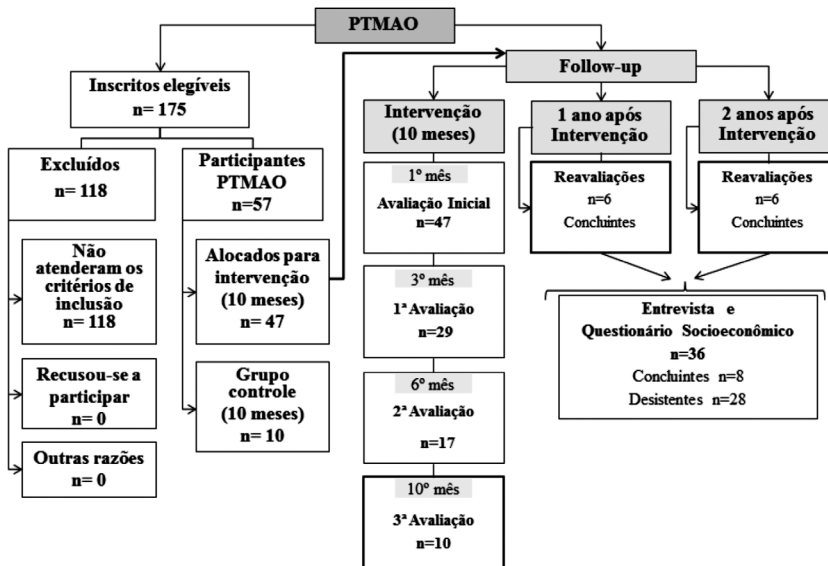 PTMAO
Inscritos elegíveis
n= 175
Excluídos
n= 118
Não
atenderam os
critérios de
inclusão
n= 118
Recusou-se a
participar
n= 0
Outras razões
n= 0
Participantes
PTMAO
n=57
Alocados para
intervenção
(10 meses)
n= 47
Grupo
controle
(10 meses)
n= 10
Follow-up
Intervenção
(10 meses)
1º mês
Avaliação Inicial
n=47
3º mês
1ª Avaliação
n=29
6º mês
2ª Avaliação
n=17
10º mês
3ª Avaliação
n=10
1 ano após
Intervenção
Reavaliações
n=6
Concluintes
2 anos após
Intervenção
Reavaliações
n=6
Concluintes
Entrevista e
Questionário Socioeconômico
n=36
Concluintes n=8
Desistentes n=28